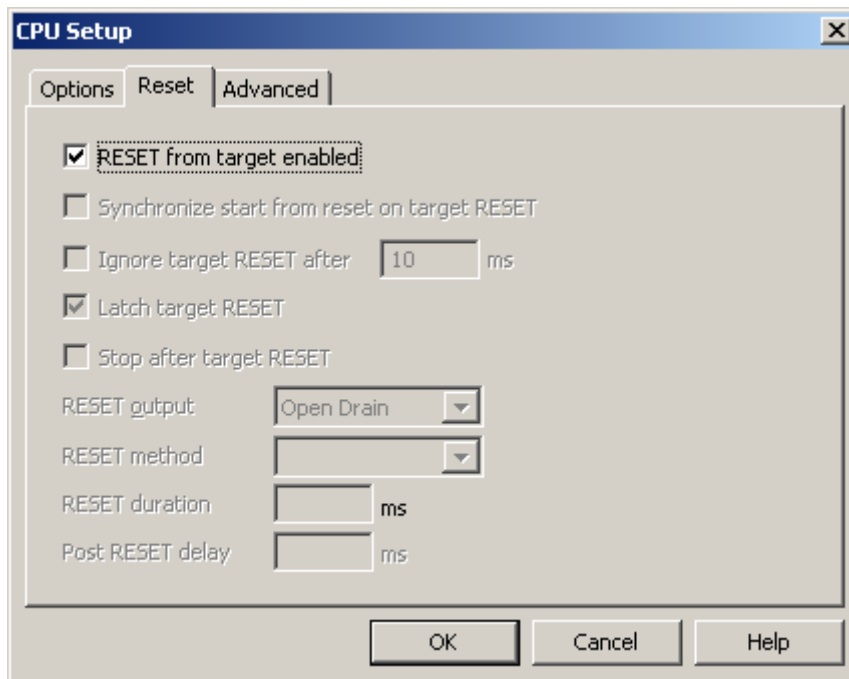 CPU Setup
Options Reset Advanced
RESET from target enabled
Synchronize start from reset on target RESET
Ignore target RESET after 10 ms
Latch target RESET
Stop after target RESET
RESET output Open Drain
RESET method
RESET duration ms
Post RESET delay ms
OK Cancel Help